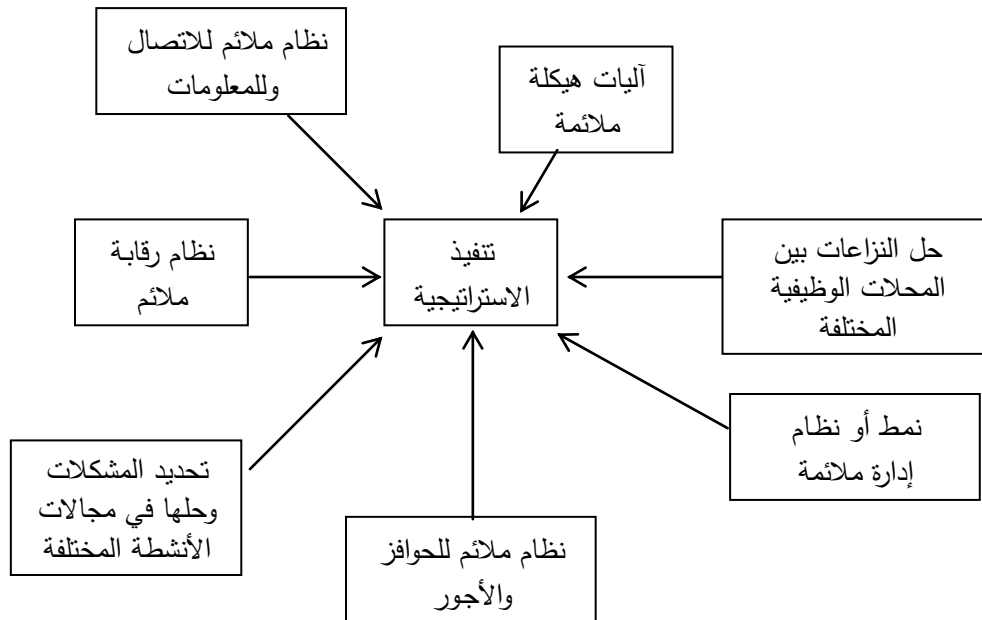 نظام ملائم للاتصال
وللمعلومات
آليات هيكلة
ملائمة
نظام رقابة
ملائم
تنفيذ
الاستراتيجية
حل النزاعات بين
المحلات الوظيفية
المختلفة
نمط أو نظام
إدارة ملائمة
تحديد المشكلات
وحلها في مجالات
الأنشطة المختلفة
نظام ملائم للحوافز
والأجور